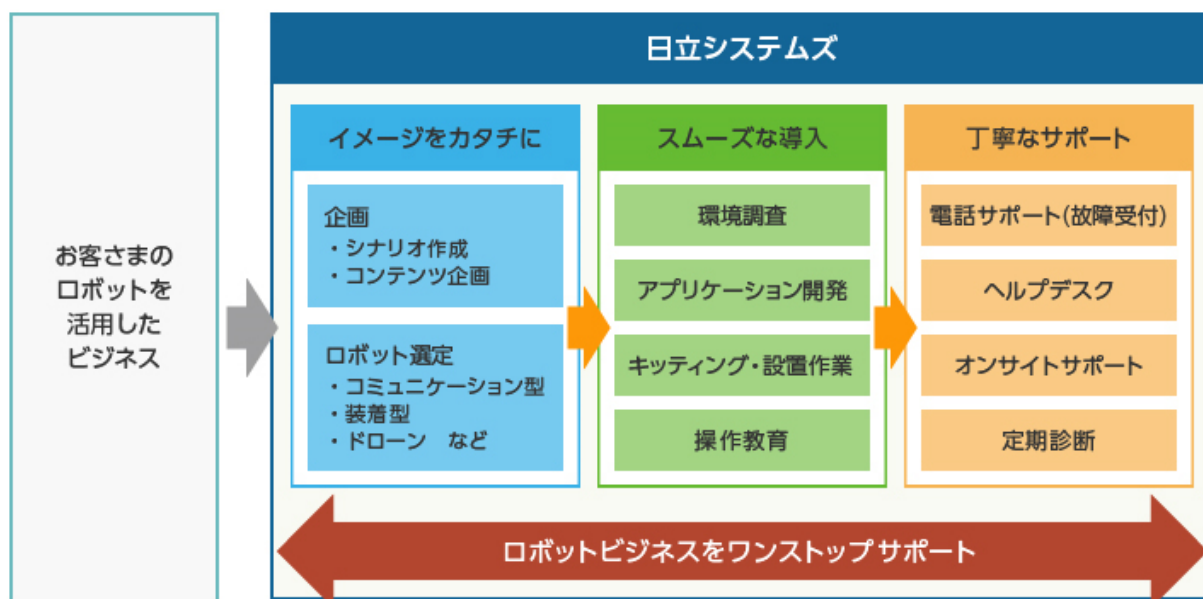 お客さまの
ロボットを
活用した
ビジネス
日立システムズ
イメージをカタチに
企画
・シナリオ作成
・コンテンツ企画
ロボット選定
・コミュニケーション型
・装着型
・ドローン　など
スムーズな導入
環境調査
アプリケーション開発
キッティング・設置作業
操作教育
丁寧なサポート
電話サポート(故障受付)
ヘルプデスク
オンサイトサポート
定期診断
ロボットビジネスをワンストップサポート